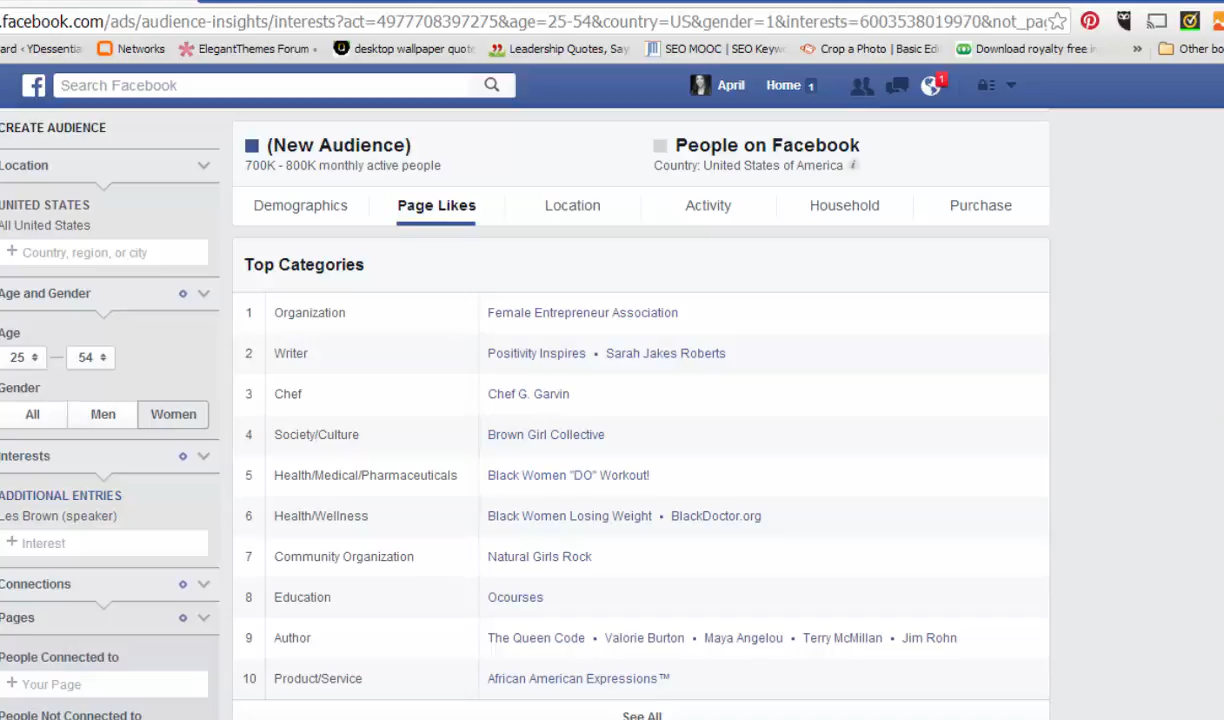 .facebook.com/ads/audience-insights/interests?act=4977708397275&age=25-54&country=US&gender=1&interests=6003538019970&not_pa
ard ‹ YDessentia
Networks
ElegantThemes Forum •
desktop wallpaper quote
Leadership Quotes, Say
SEO MOOC | SEO Keyw
Crop a Photo | Basic Edi
Download royalty free i
»
Other bo
Search Facebook
April
Home 1
1
CREATE AUDIENCE
Location
UNITED STATES
All United States
+ Country, region, or city
Age and Gender
Age
25 — 54
Gender
All Men Women
Interests
ADDITIONAL ENTRIES
Les Brown (speaker)
+ Interest
Connections
Pages
People Connected to
+ Your Page
People Not Connected to
(New Audience)
700K - 800K monthly active people
People on Facebook
Country: United States of America i
Demographics Page Likes Location Activity Household Purchase
Top Categories
1 Organization Female Entrepreneur Association
2 Writer Positivity Inspires • Sarah Jakes Roberts
3 Chef Chef G. Garvin
4 Society/Culture Brown Girl Collective
5 Health/Medical/Pharmaceuticals Black Women "DO" Workout!
6 Health/Wellness Black Women Losing Weight • BlackDoctor.org
7 Community Organization Natural Girls Rock
8 Education Ocourses
9 Author The Queen Code • Valorie Burton • Maya Angelou • Terry McMillan • Jim Rohn
10 Product/Service African American Expressions™
See All